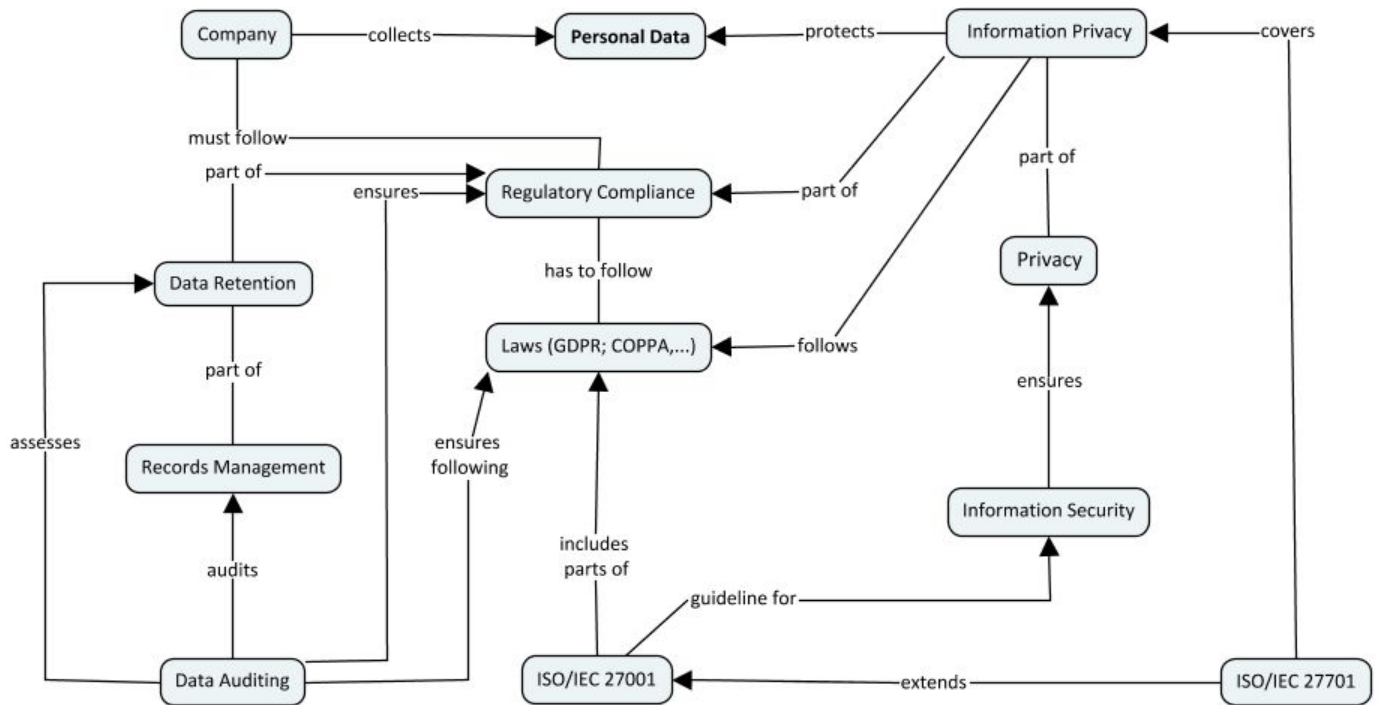 Company
collects
Personal Data
protects
Information Privacy
covers
must follow
part of
ensures
Regulatory Compliance
part of
part of
has to follow
Privacy
Data Retention
Laws (GDPR; COPPA,...)
follows
part of
ensures
assesses
ensures
following
Records Management
Information Security
includes
parts of
audits
guideline for
Data Auditing
ISO/IEC 27001
extends
ISO/IEC 27701